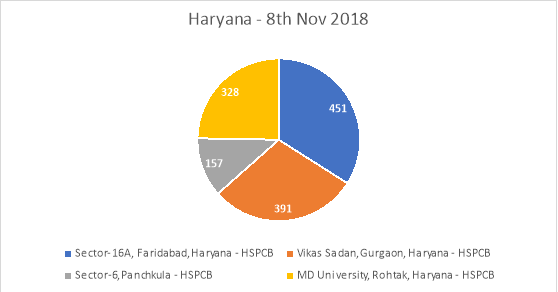 Haryana - 8th Nov 2018
328
451
157
391
Sector-16A, Faridabad, Haryana - HSPCB
Vikas Sadan, Gurgaon, Haryana - HSPCB
Sector-6, Panchkula - HSPCB
MD University, Rohtak, Haryana - HSPCB